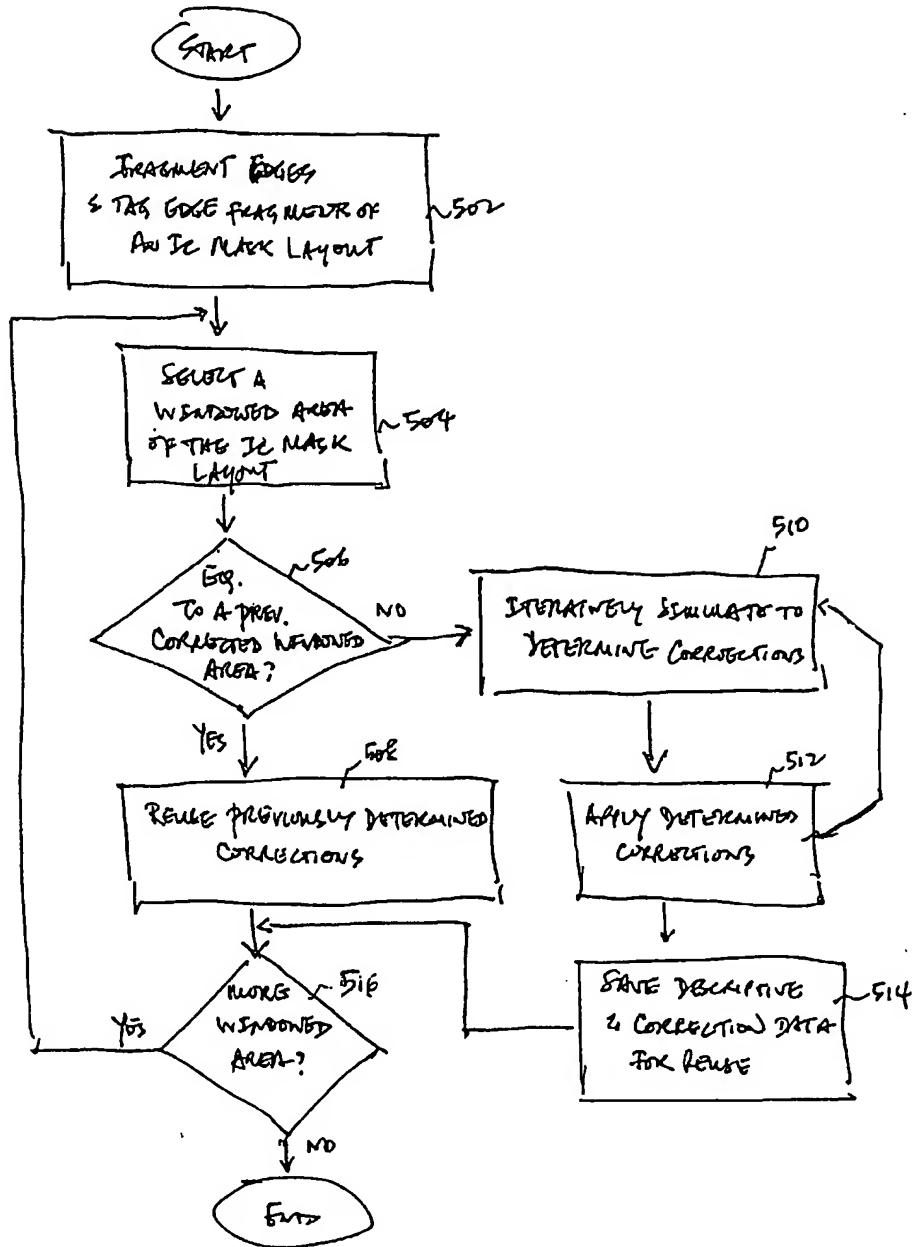 START
FRAGMENT EDGES
& TAG EDGE FRAGMENTS OF
AN IC MASK LAYOUT
502
SELECT A
WINDOWED AREA
OF THE IC MASK
LAYOUT
504
EQ.
TO A PREV.
CORRECTED WINDOWED
AREA?
506
NO
YES
510
ITERATIVELY SIMULATE TO
DETERMINE CORRECTIONS
508
REUSE PREVIOUSLY DETERMINED
CORRECTIONS
512
APPLY DETERMINED
CORRECTIONS
MORE
WINDOWED
AREA?
516
YES
NO
SAVE DESCRIPTIVE
& CORRECTION DATA
FOR REUSE
514
END